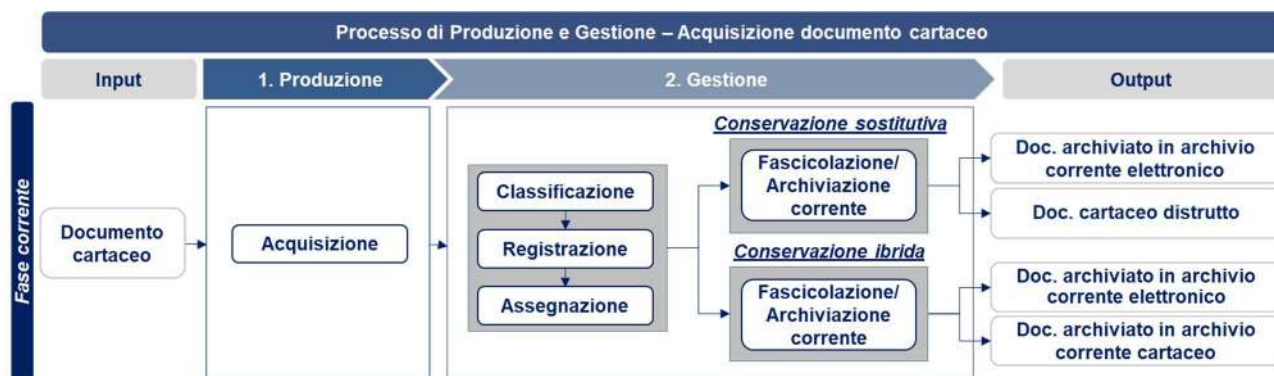 Processo di Produzione e Gestione – Acquisizione documento cartaceo
Input
1. Produzione
2. Gestione
Output
Fase corrente
Documento
cartaceo
Acquisizione
Classificazione
Registrazione
Assegnazione
Conservazione sostitutiva
Fascicolazione/
Archiviazione
corrente
Conservazione ibrida
Fascicolazione/
Archiviazione
corrente
Doc. archiviato in archivio
corrente elettronico
Doc. cartaceo distrutto
Doc. archiviato in archivio
corrente elettronico
Doc. archiviato in archivio
corrente cartaceo